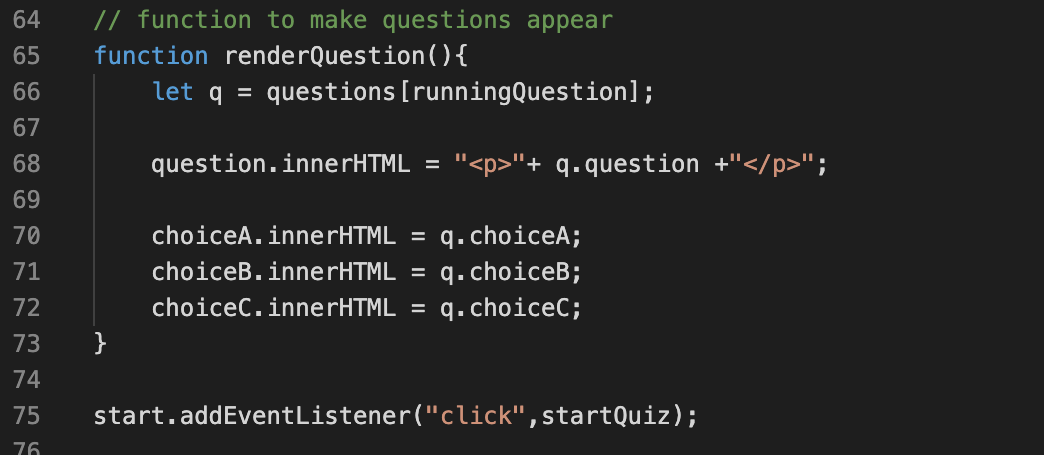 64 // function to make questions appear
65 function renderQuestion(){
66     let q = questions[runningQuestion];
67
68     question.innerHTML = "<p>"+ q.question +"</p>";
69
70     choiceA.innerHTML = q.choiceA;
71     choiceB.innerHTML = q.choiceB;
72     choiceC.innerHTML = q.choiceC;
73 }
74
75 start.addEventListener("click",startQuiz);
76